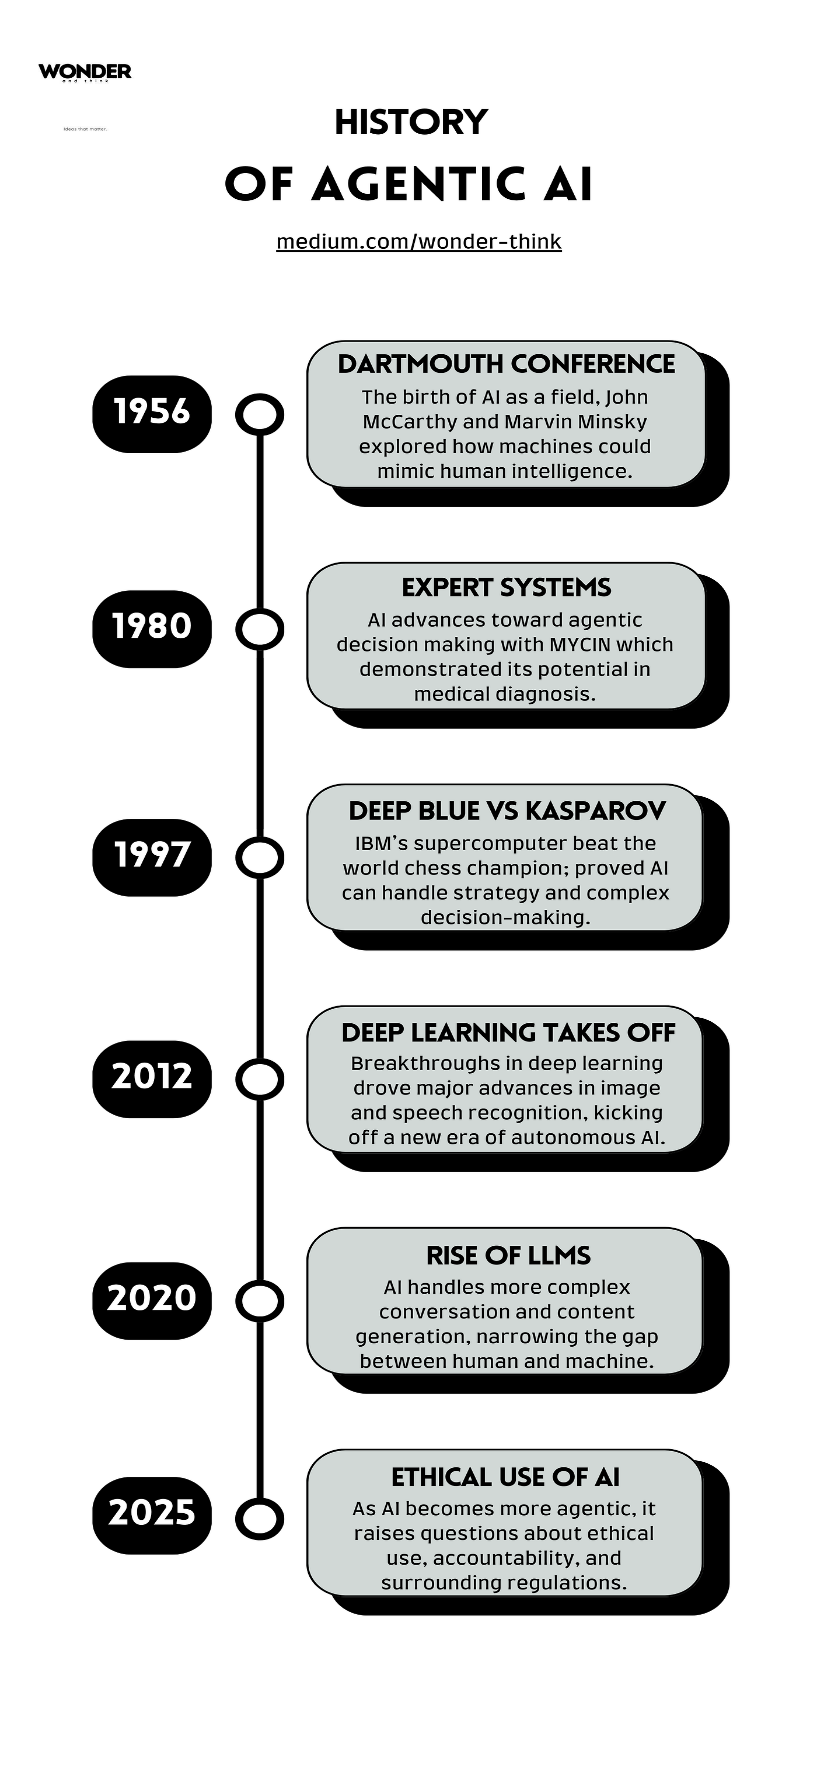 WONDER
and think
Ideas that matter.
HISTORY
OF AGENTIC AI
medium.com/wonder-think
1956
DARTMOUTH CONFERENCE
The birth of AI as a field, John
McCarthy and Marvin Minsky
explored how machines could
mimic human intelligence.
1980
EXPERT SYSTEMS
AI advances toward agentic
decision making with MYCIN which
demonstrated its potential in
medical diagnosis.
1997
DEEP BLUE VS KASPAROV
IBM's supercomputer beat the
world chess champion; proved AI
can handle strategy and complex
decision-making.
2012
DEEP LEARNING TAKES OFF
Breakthroughs in deep learning
drove major advances in image
and speech recognition, kicking
off a new era of autonomous AI.
2020
RISE OF LLMS
AI handles more complex
conversation and content
generation, narrowing the gap
between human and machine.
2025
ETHICAL USE OF AI
As AI becomes more agentic, it
raises questions about ethical
use, accountability, and
surrounding regulations.